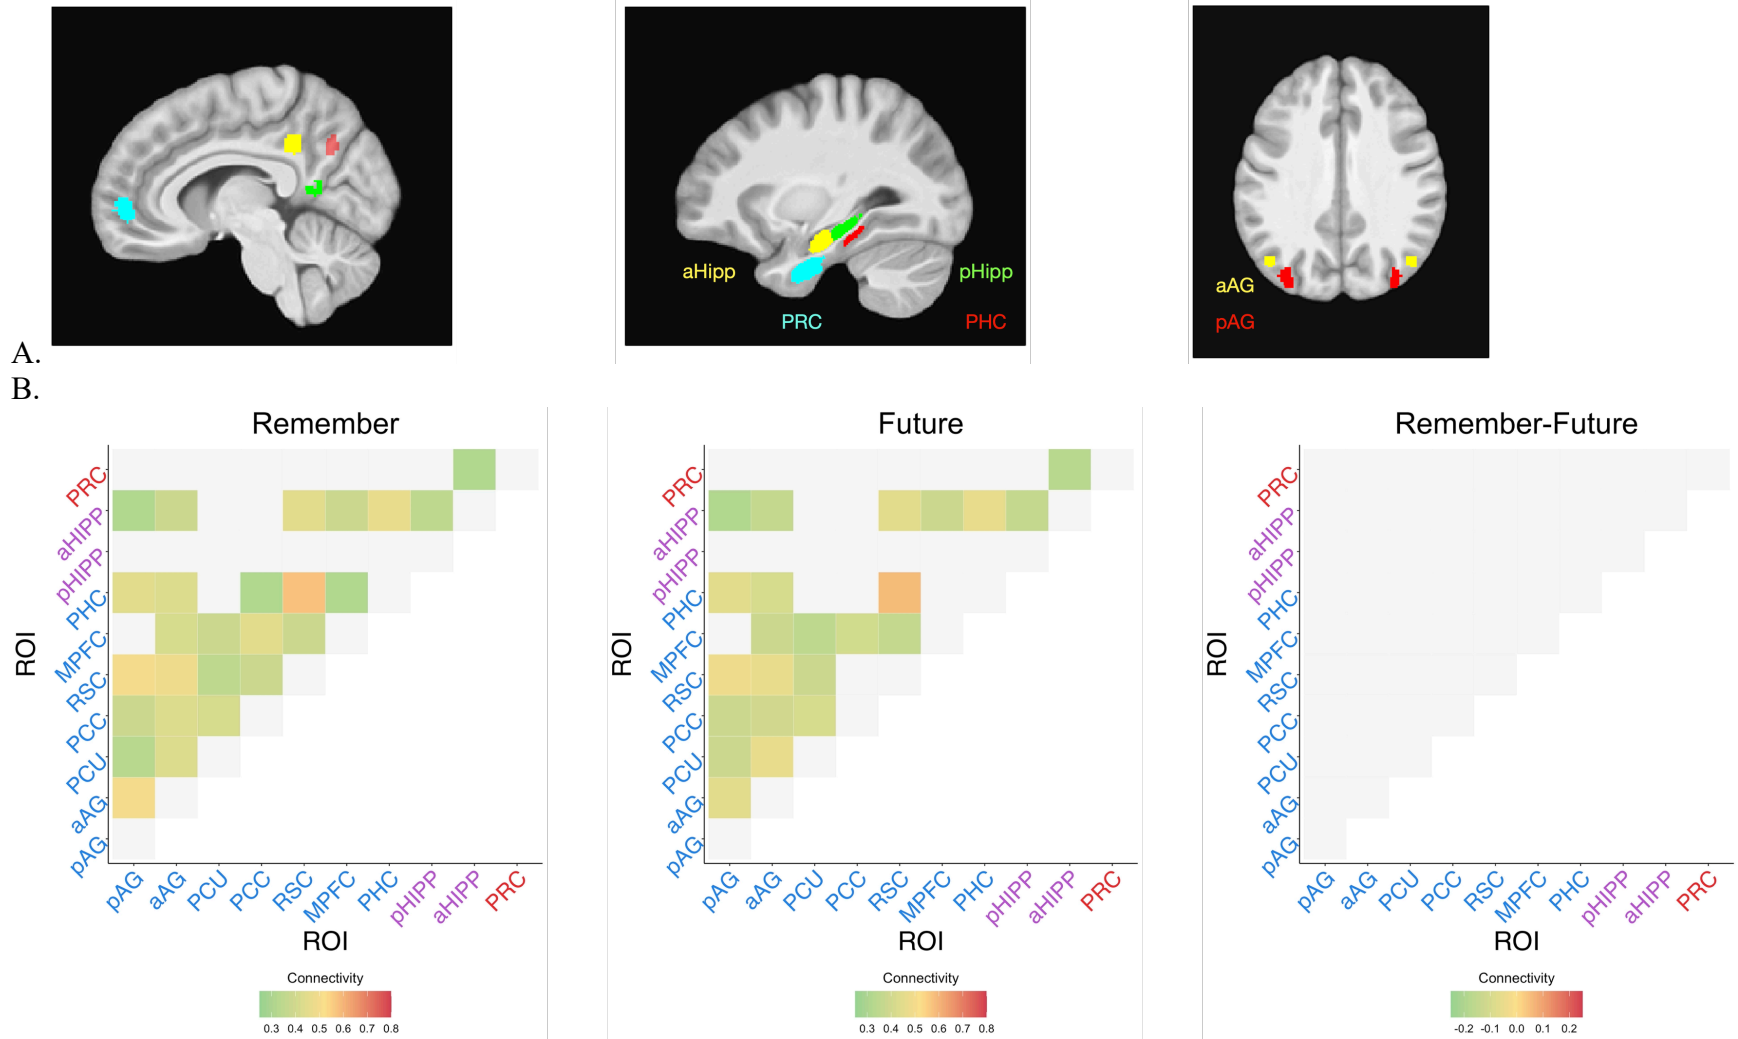 aHipp
pHipp
PRC
PHC
aAG
pAG
A.
B.
Remember
PRC
aHIPP
pHIPP
PHC
MPFC
RSC
PCC
PCU
aAG
pAG
ROI
pAG aAG PCU PCC RSC MPFC PHC pHIPP aHIPP PRC
ROI
Connectivity
0.3 0.4 0.5 0.6 0.7 0.8
Future
PRC
aHIPP
pHIPP
PHC
MPFC
RSC
PCC
PCU
aAG
pAG
ROI
pAG aAG PCU PCC RSC MPFC PHC pHIPP aHIPP PRC
ROI
Connectivity
0.3 0.4 0.5 0.6 0.7 0.8
Remember-Future
PRC
aHIPP
pHIPP
PHC
MPFC
RSC
PCC
PCU
aAG
pAG
ROI
pAG aAG PCU PCC RSC MPFC PHC pHIPP aHIPP PRC
ROI
Connectivity
-0.2 -0.1 0.0 0.1 0.2